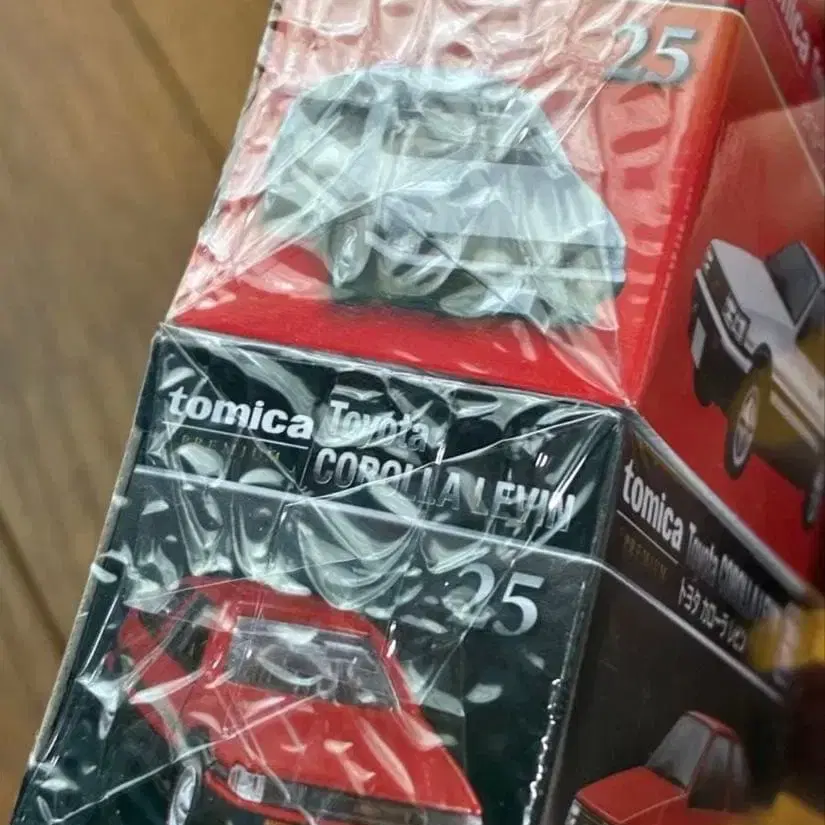 25
tomica
PREMIUM
Toyota
COROLLA LEVIN
25
tomica
PREMIUM
Toyota COROLLA
トヨタ カローラ レビン